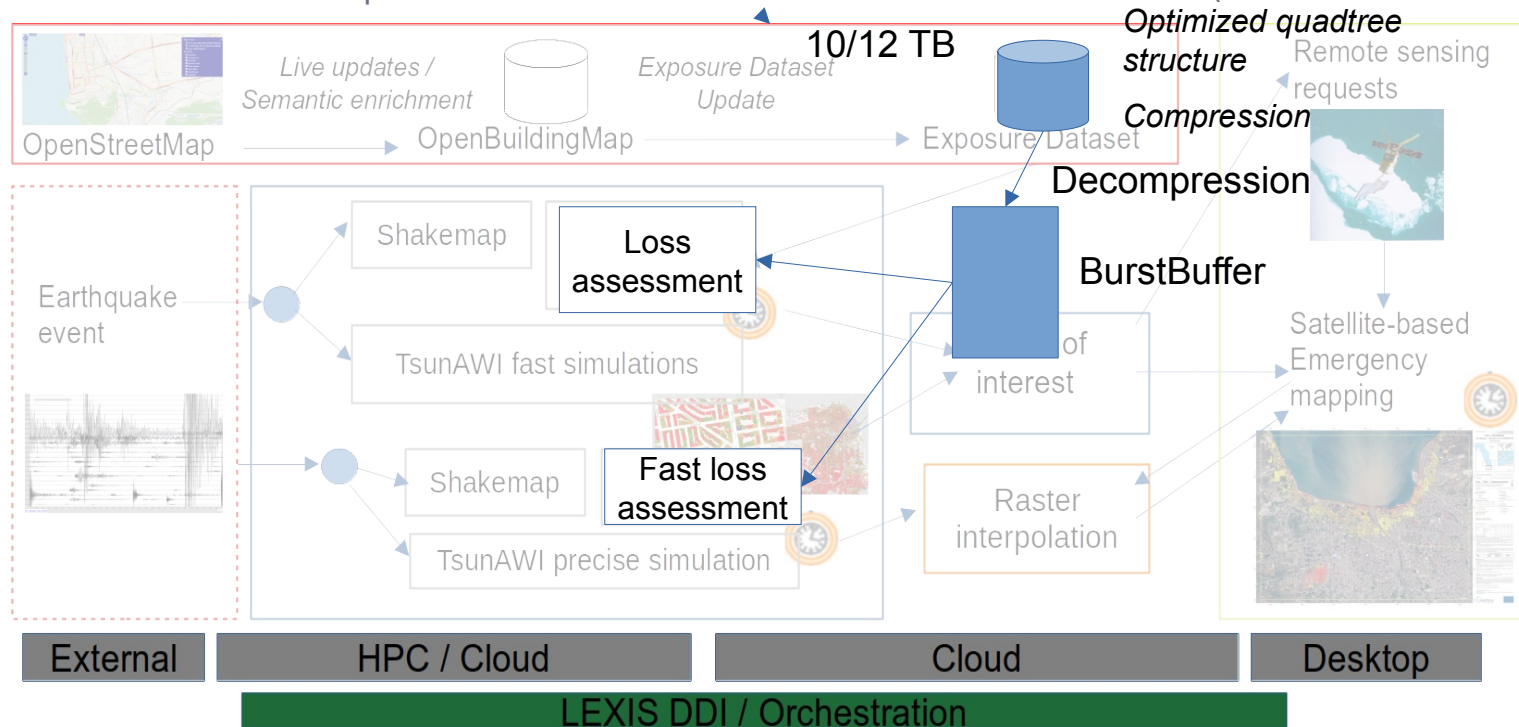 10/12 TB
Optimized quadtree
structure
Compression
Live updates /
Semantic enrichment
Exposure Dataset
Update
Remote sensing
requests
OpenStreetMap
OpenBuildingMap
Exposure Dataset
Decompression
Shakemap
Loss
assessment
BurstBuffer
Earthquake
event
TsunAWI fast simulations
of
interest
Satellite-based
Emergency
mapping
Shakemap
Fast loss
assessment
Raster
interpolation
TsunAWI precise simulation
External
HPC / Cloud
Cloud
Desktop
LEXIS DDI / Orchestration